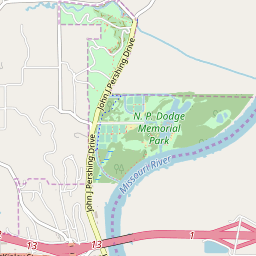 John J Pershing Drive
N. P. Dodge
Memorial
Park
John J Pershing Drive
Missouri River
13
13
1